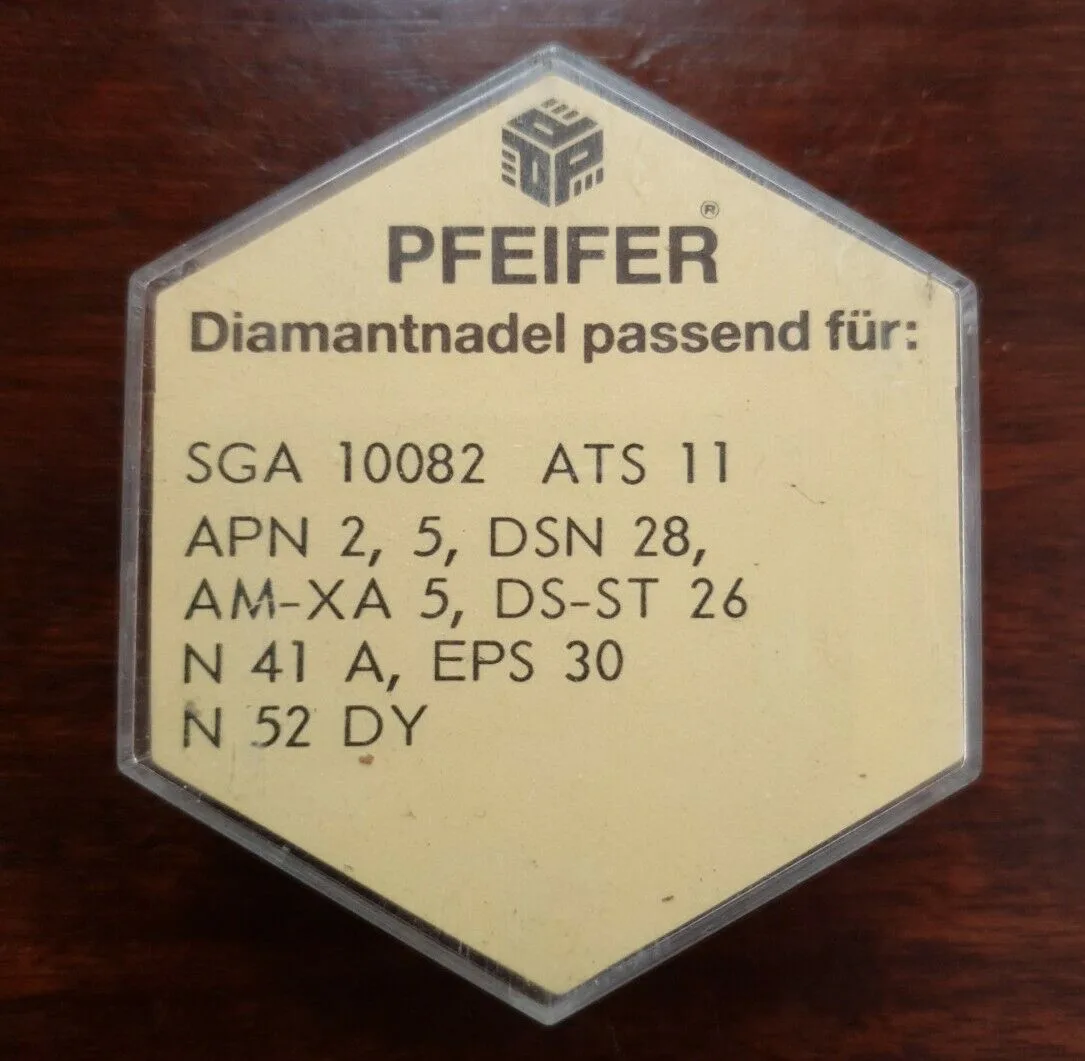 PFEIFER®
Diamantnadel passend für:
SGA 10082 ATS 11
APN 2, 5, DSN 28,
AM-XA 5, DS-ST 26
N 41 A, EPS 30
N 52 DY